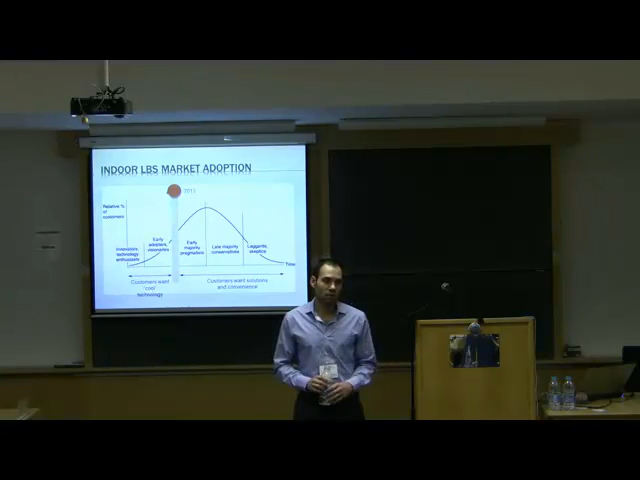 INDOOR LBS MARKET ADOPTION
2013
Relative % of customers
Innovators, technology enthusiasts
Early adopters, visionaries
Early majority pragmatists
Late majority conservatives
Laggards, skeptics
Time
Customers want "cool" technology
Customers want solutions and convenience